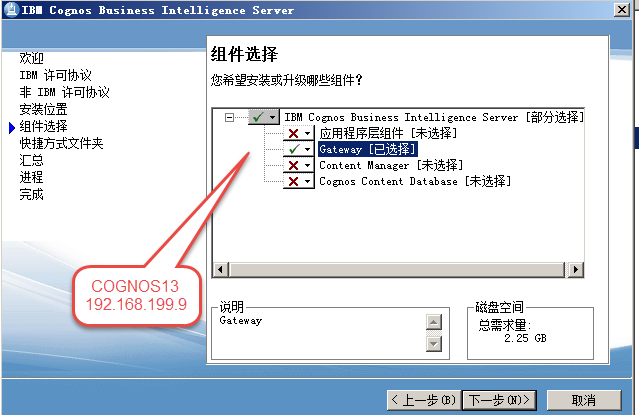 IBM Cognos Business Intelligence Server
欢迎
IBM 许可协议
非 IBM 许可协议
安装位置
组件选择
快捷方式文件夹
汇总
进程
完成
组件选择
您希望安装或升级哪些组件?
IBM Cognos Business Intelligence Server [部分选择]
应用程序层组件 [未选择]
Gateway [已选择]
Content Manager [未选择]
Cognos Content Database [未选择]
COGNOS13
192.168.199.9
说明
Gateway
磁盘空间
总需求量:
2.25 GB
< 上一步(B)
下一步(N)>
取消